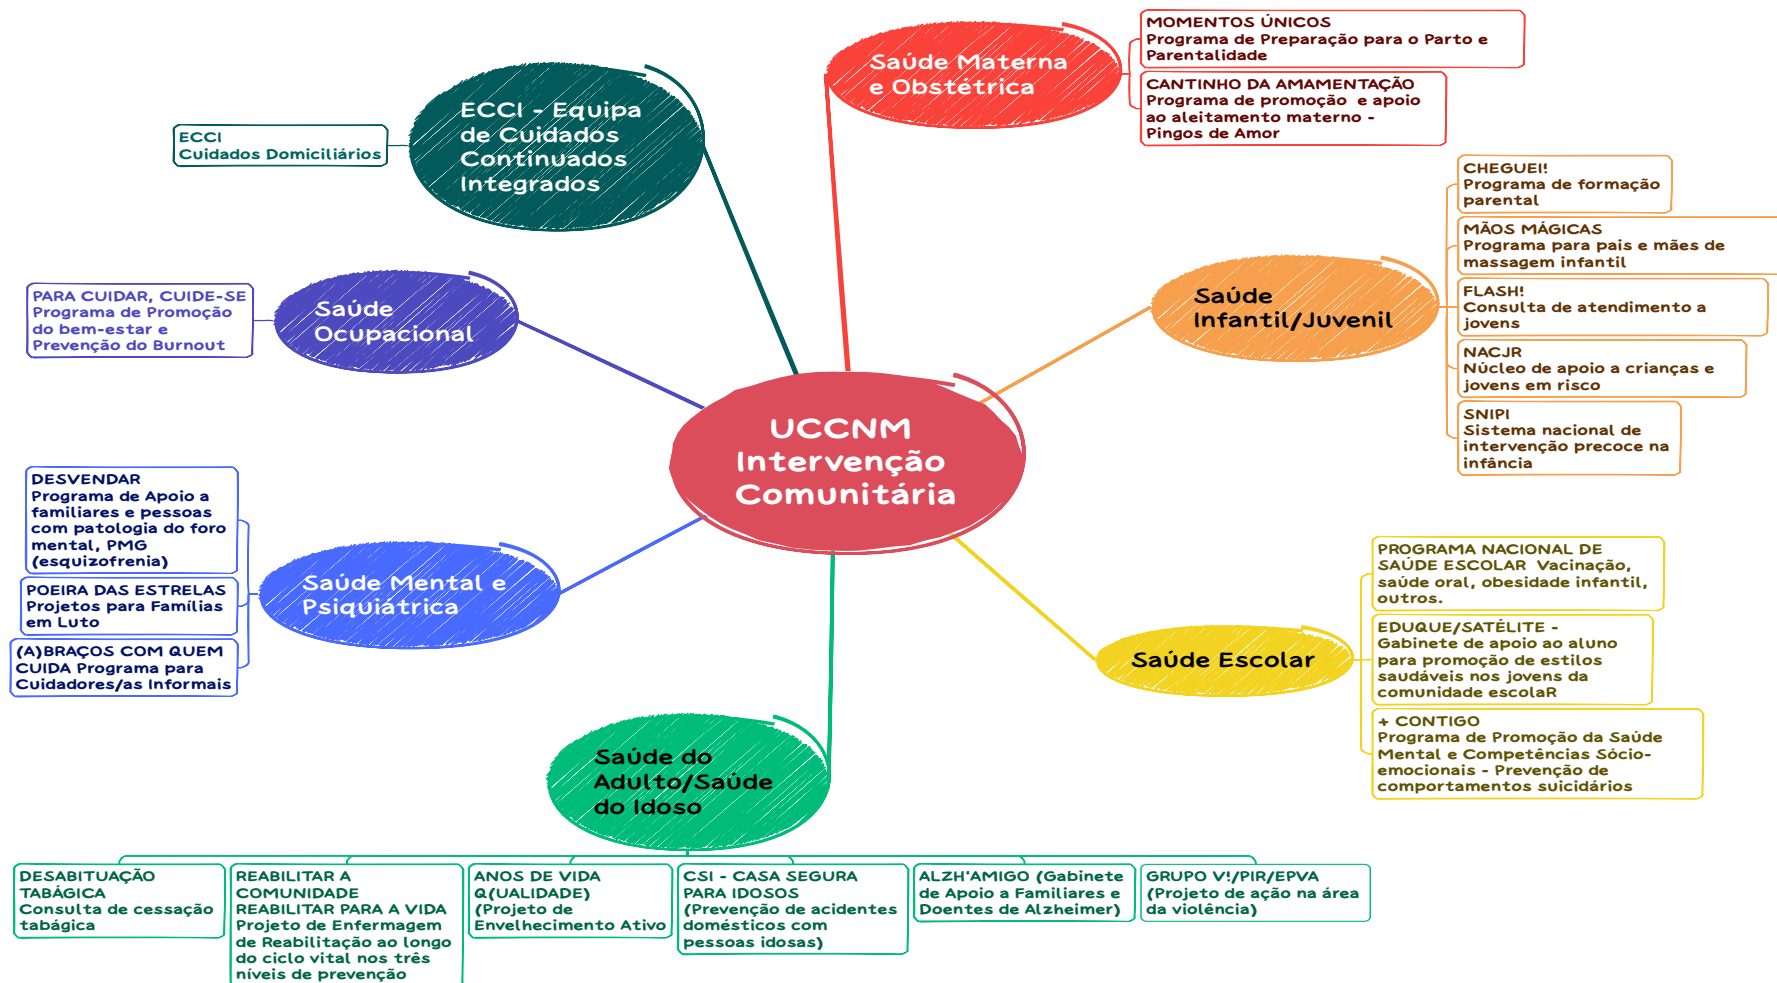 UCCNM
Intervenção
Comunitária
Saúde Materna
e Obstétrica
MOMENTOS ÚNICOS
Programa de Preparação para o Parto e
Parentalidade
CANTINHO DA AMAMENTAÇÃO
Programa de promoção e apoio
ao aleitamento materno -
Pingos de Amor
Saúde
Infantil/Juvenil
CHEGUEI!
Programa de formação
parental
MÃOS MÁGICAS
Programa para pais e mães de
massagem infantil
FLASH!
Consulta de atendimento a
jovens
NACJR
Núcleo de apoio a crianças e
jovens em risco
SNIPI
Sistema nacional de
intervenção precoce na
infância
Saúde Escolar
PROGRAMA NACIONAL DE
SAÚDE ESCOLAR Vacinação,
saúde oral, obesidade infantil,
outros.
EDUQUE/SATÉLITE -
Gabinete de apoio ao aluno
para promoção de estilos
saudáveis nos jovens da
comunidade escolaR
+ CONTIGO
Programa de Promoção da Saúde
Mental e Competências Sócio-
emocionais - Prevenção de
comportamentos suicidários
Saúde do
Adulto/Saúde
do Idoso
DESABITUAÇÃO
TABÁGICA
Consulta de cessação
tabágica
REABILITAR A
COMUNIDADE
REABILITAR PARA A VIDA
Projeto de Enfermagem
de Reabilitação ao longo
do ciclo vital nos três
níveis de prevenção
ANOS DE VIDA
Q(UALIDADE)
(Projeto de
Envelhecimento Ativo
CSI - CASA SEGURA
PARA IDOSOS
(Prevenção de acidentes
domésticos com
pessoas idosas)
ALZH'AMIGO (Gabinete
de Apoio a Familiares e
Doentes de Alzheimer)
GRUPO V!/PIR/EPVA
(Projeto de ação na área
da violência)
Saúde Mental e
Psiquiátrica
DESVENDAR
Programa de Apoio a
familiares e pessoas
com patologia do foro
mental, PMG
(esquizofrenia)
POEIRA DAS ESTRELAS
Projetos para Famílias
em Luto
(A)BRAÇOS COM QUEM
CUIDA Programa para
Cuidadores/as Informais
Saúde
Ocupacional
PARA CUIDAR, CUIDE-SE
Programa de Promoção
do bem-estar e
Prevenção do Burnout
ECCI - Equipa
de Cuidados
Continuados
Integrados
ECCI
Cuidados Domiciliários